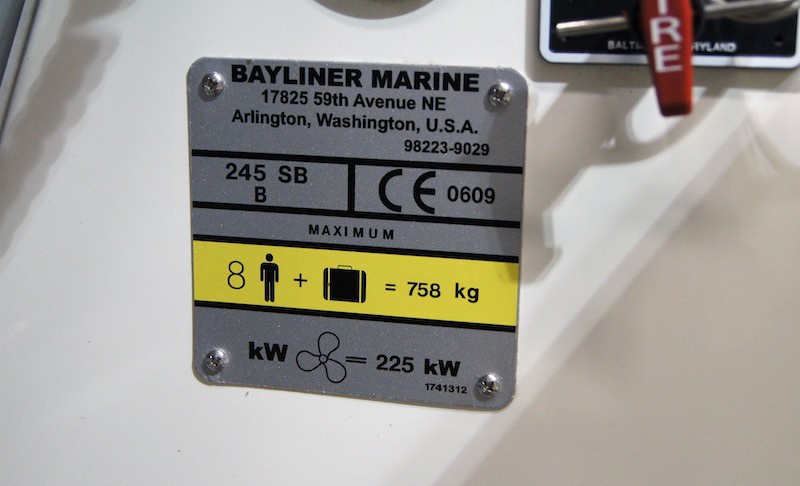 BAYLINER MARINE
17825 59th Avenue NE
Arlington, Washington, U.S.A.
98223-9029
245 SB
B
CE 0609
MAXIMUM
8 + = 758 kg
kW = 225 kW
1741312
IRE